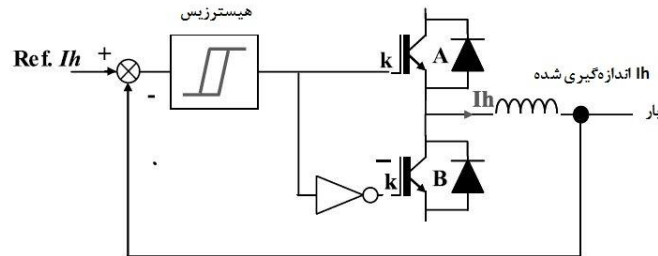 هیسترزیس
Ref. Ih
+
-
k
A
Ih اندازه‌گیری شده
Ih
بار
k̄
B